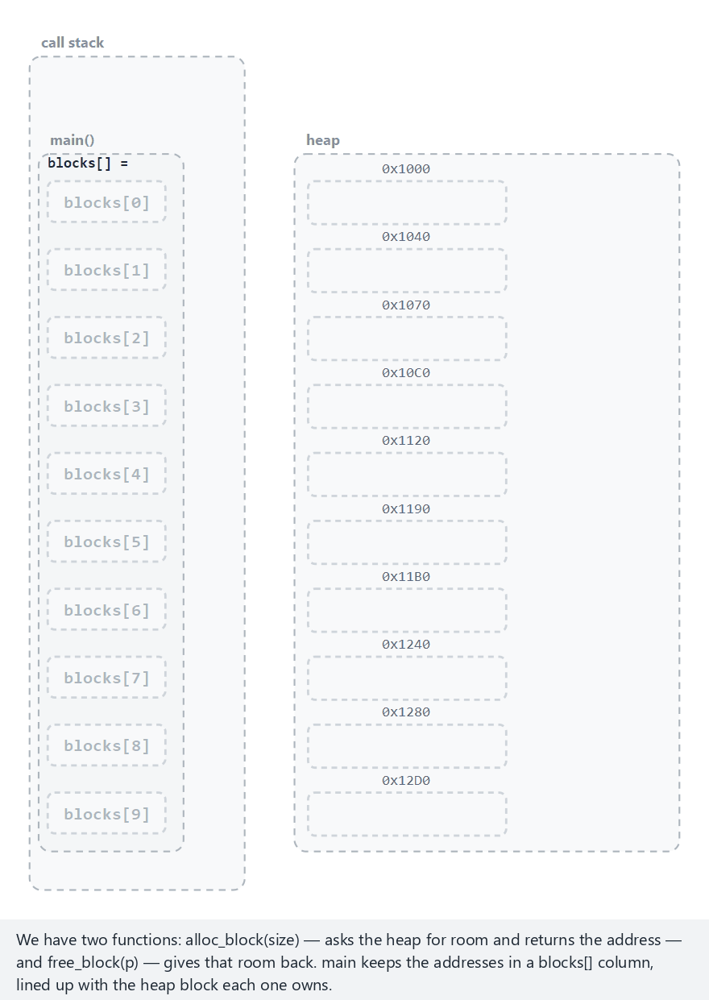 call stack
main()
heap
blocks[] =
0x1000
blocks[0]
0x1040
blocks[1]
0x1070
blocks[2]
0x10C0
blocks[3]
0x1120
blocks[4]
0x1190
blocks[5]
0x11B0
blocks[6]
0x1240
blocks[7]
0x1280
blocks[8]
0x12D0
blocks[9]
We have two functions: alloc_block(size) — asks the heap for room and returns the address —
and free_block(p) — gives that room back. main keeps the addresses in a blocks[] column,
lined up with the heap block each one owns.